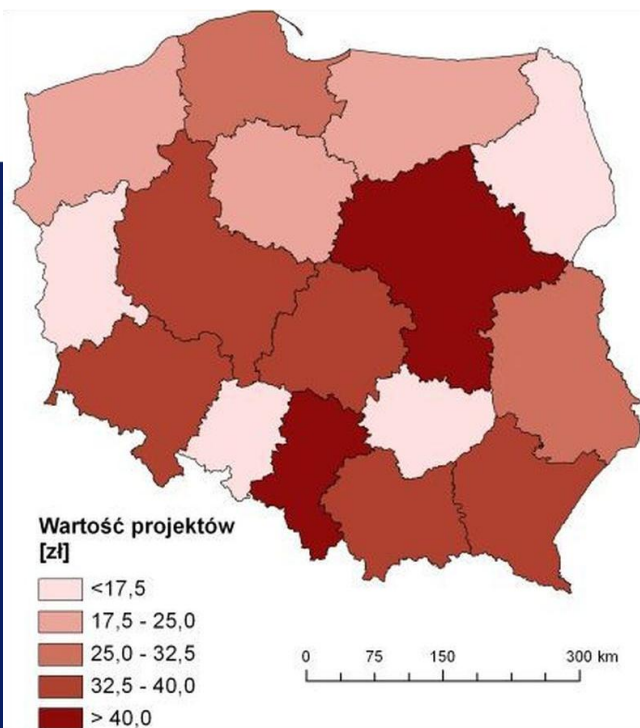 Wartość projektów
[zł]
<17,5
17,5 - 25,0
25,0 - 32,5
32,5 - 40,0
> 40,0
0 75 150 300 km